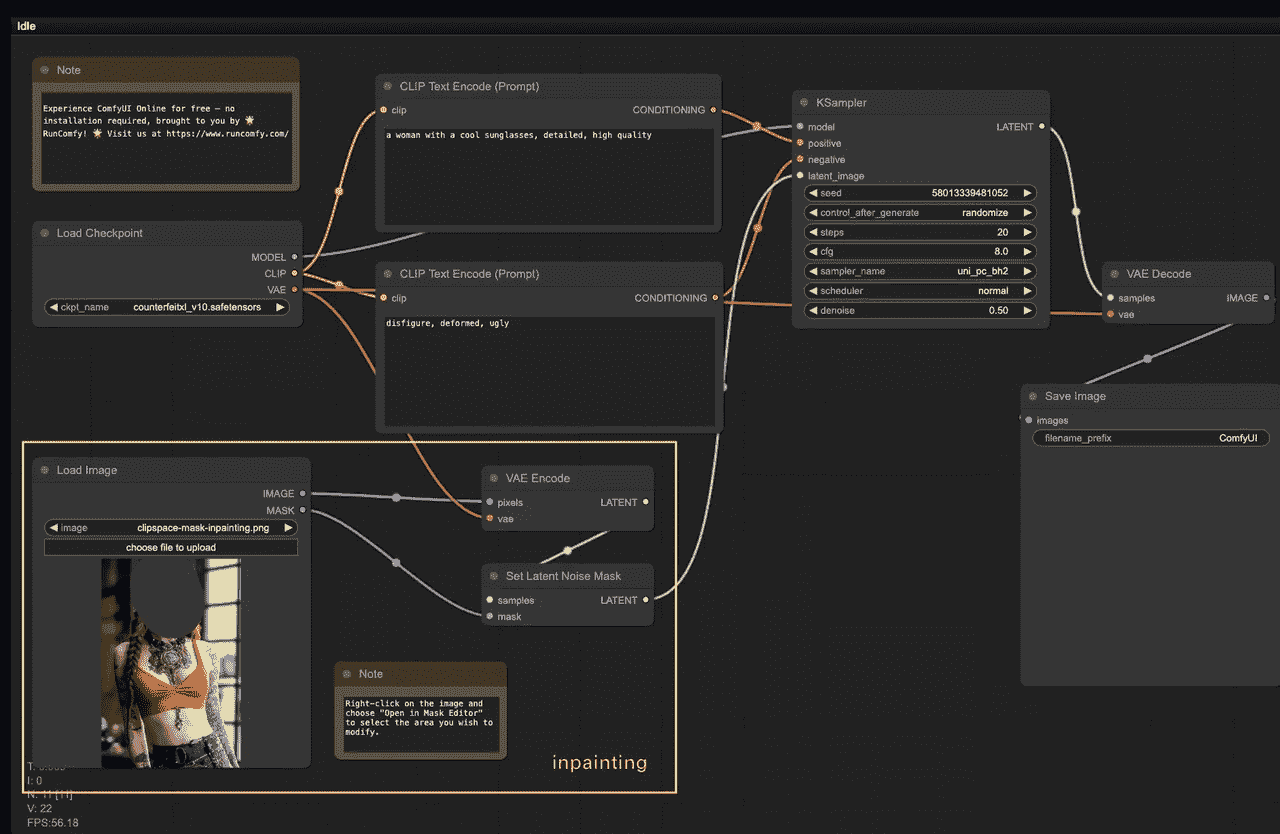 Idle
Note
Experience ComfyUI Online for free — no
installation required, brought to you by 🌟
RunComfy! 🌟 Visit us at https://www.runcomfy.com/
Load Checkpoint
MODEL
CLIP
VAE
ckpt_name counterfeitxl_v10.safetensors
CLIP Text Encode (Prompt)
clip CONDITIONING
a woman with a cool sunglasses, detailed, high quality
CLIP Text Encode (Prompt)
clip CONDITIONING
disfigure, deformed, ugly
KSampler
model LATENT
positive
negative
latent_image
seed 58013339481052
control_after_generate randomize
steps 20
cfg 8.0
sampler_name uni_pc_bh2
scheduler normal
denoise 0.50
VAE Decode
samples IMAGE
vae
Save Image
images
filename_prefix ComfyUI
Load Image
IMAGE
MASK
image clipspace-mask-inpainting.png
choose file to upload
VAE Encode
pixels LATENT
vae
Set Latent Noise Mask
samples LATENT
mask
Note
Right-click on the image and
choose "Open in Mask Editor"
to select the area you wish to
modify.
inpainting
I: 0
N: 11 [11]
V: 22
FPS:56.18